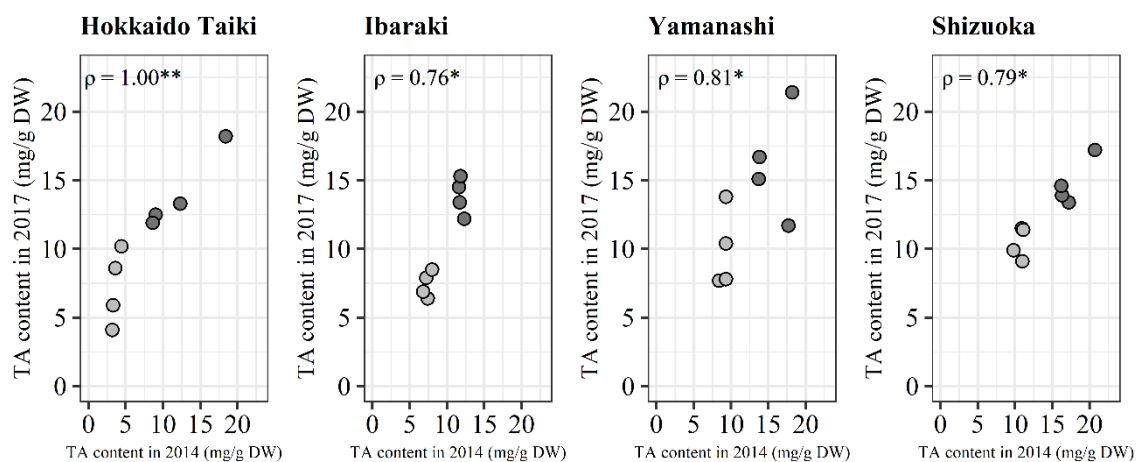 Hokkaido Taiki
Ibaraki
Yamanashi
Shizuoka
TA content in 2017 (mg/g DW)
20
15
10
5
0
ρ = 1.00**
0 5 10 15 20
TA content in 2014 (mg/g DW)
TA content in 2017 (mg/g DW)
20
15
10
5
0
ρ = 0.76*
0 5 10 15 20
TA content in 2014 (mg/g DW)
TA content in 2017 (mg/g DW)
20
15
10
5
0
ρ = 0.81*
0 5 10 15 20
TA content in 2014 (mg/g DW)
TA content in 2017 (mg/g DW)
20
15
10
5
0
ρ = 0.79*
0 5 10 15 20
TA content in 2014 (mg/g DW)